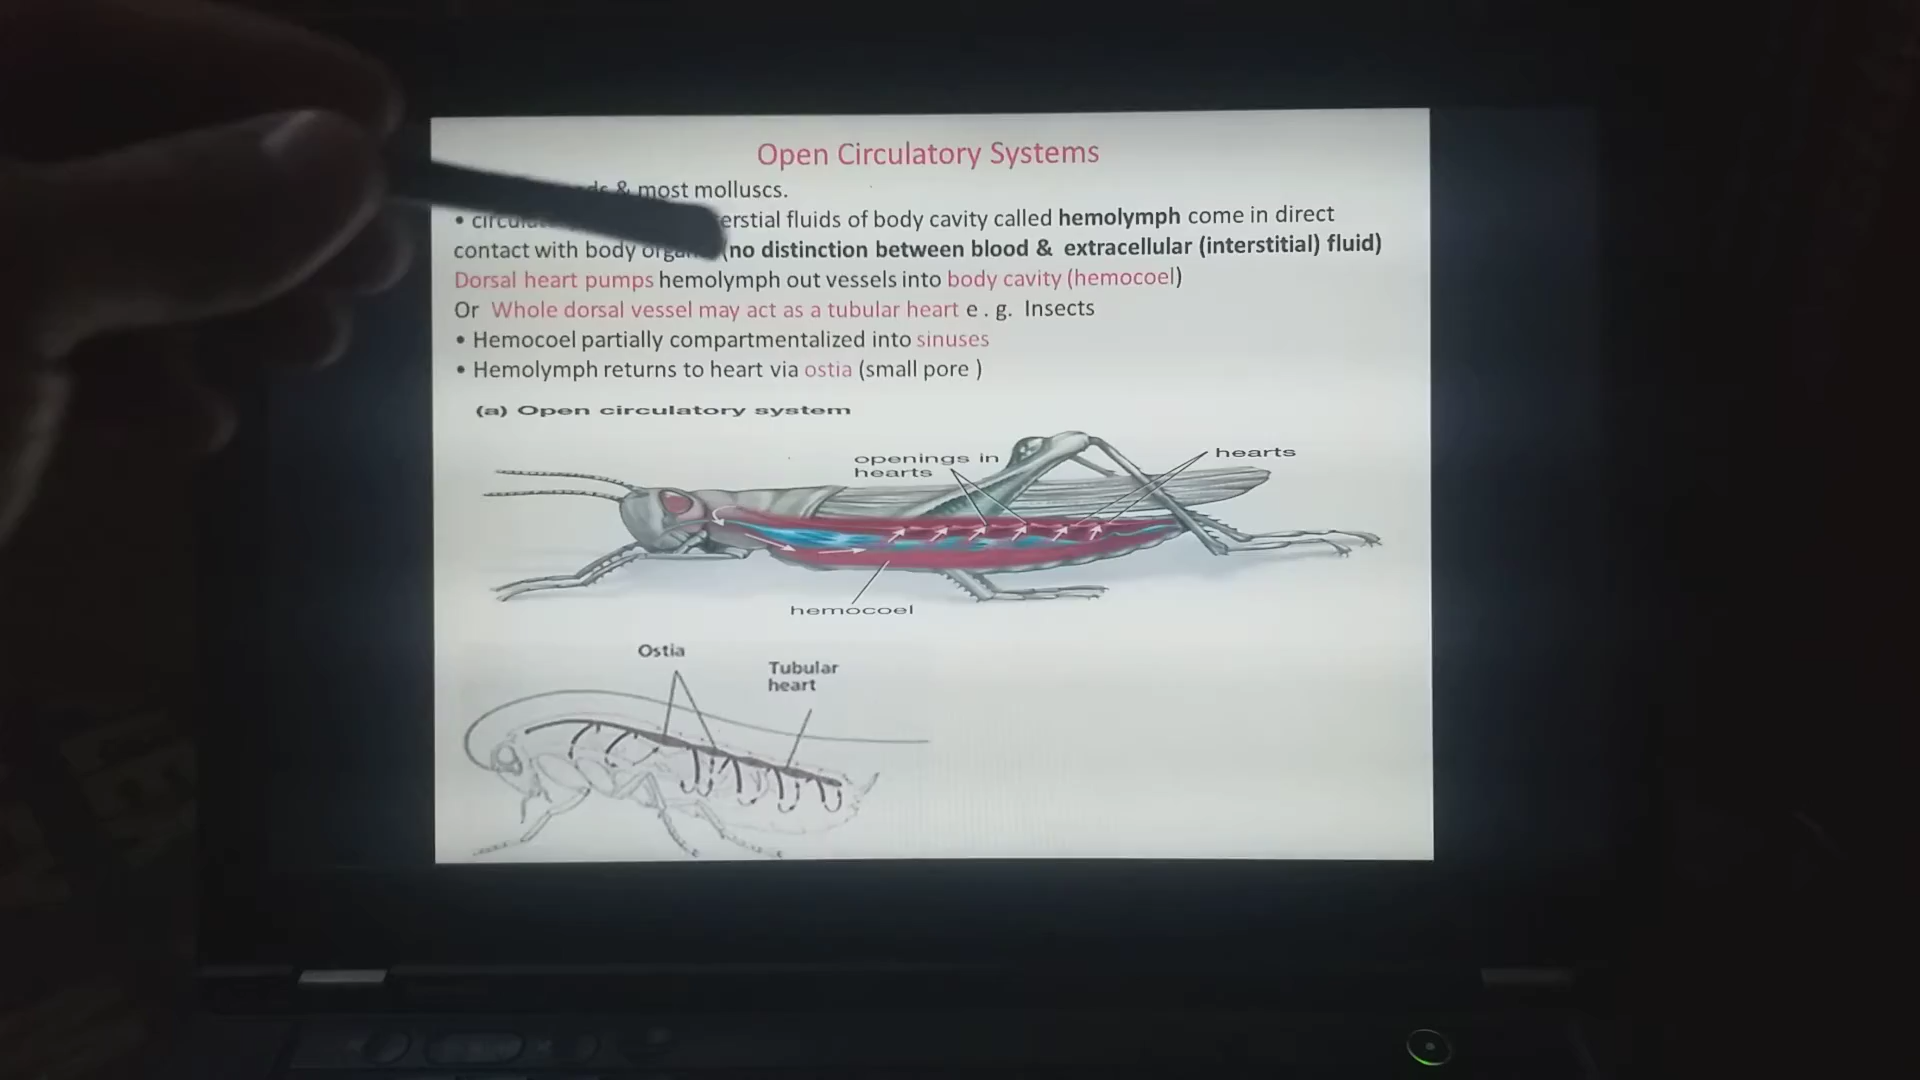 Open Circulatory Systems
& most molluscs.
• fluids of body cavity called hemolymph come in direct
contact with body (no distinction between blood & extracellular (interstitial) fluid)
Dorsal heart pumps hemolymph out vessels into body cavity (hemocoel)
Or Whole dorsal vessel may act as a tubular heart e . g. Insects
• Hemocoel partially compartmentalized into sinuses
• Hemolymph returns to heart via ostia (small pore )
(a) Open circulatory system
openings in
hearts
hearts
hemocoel
Ostia
Tubular
heart